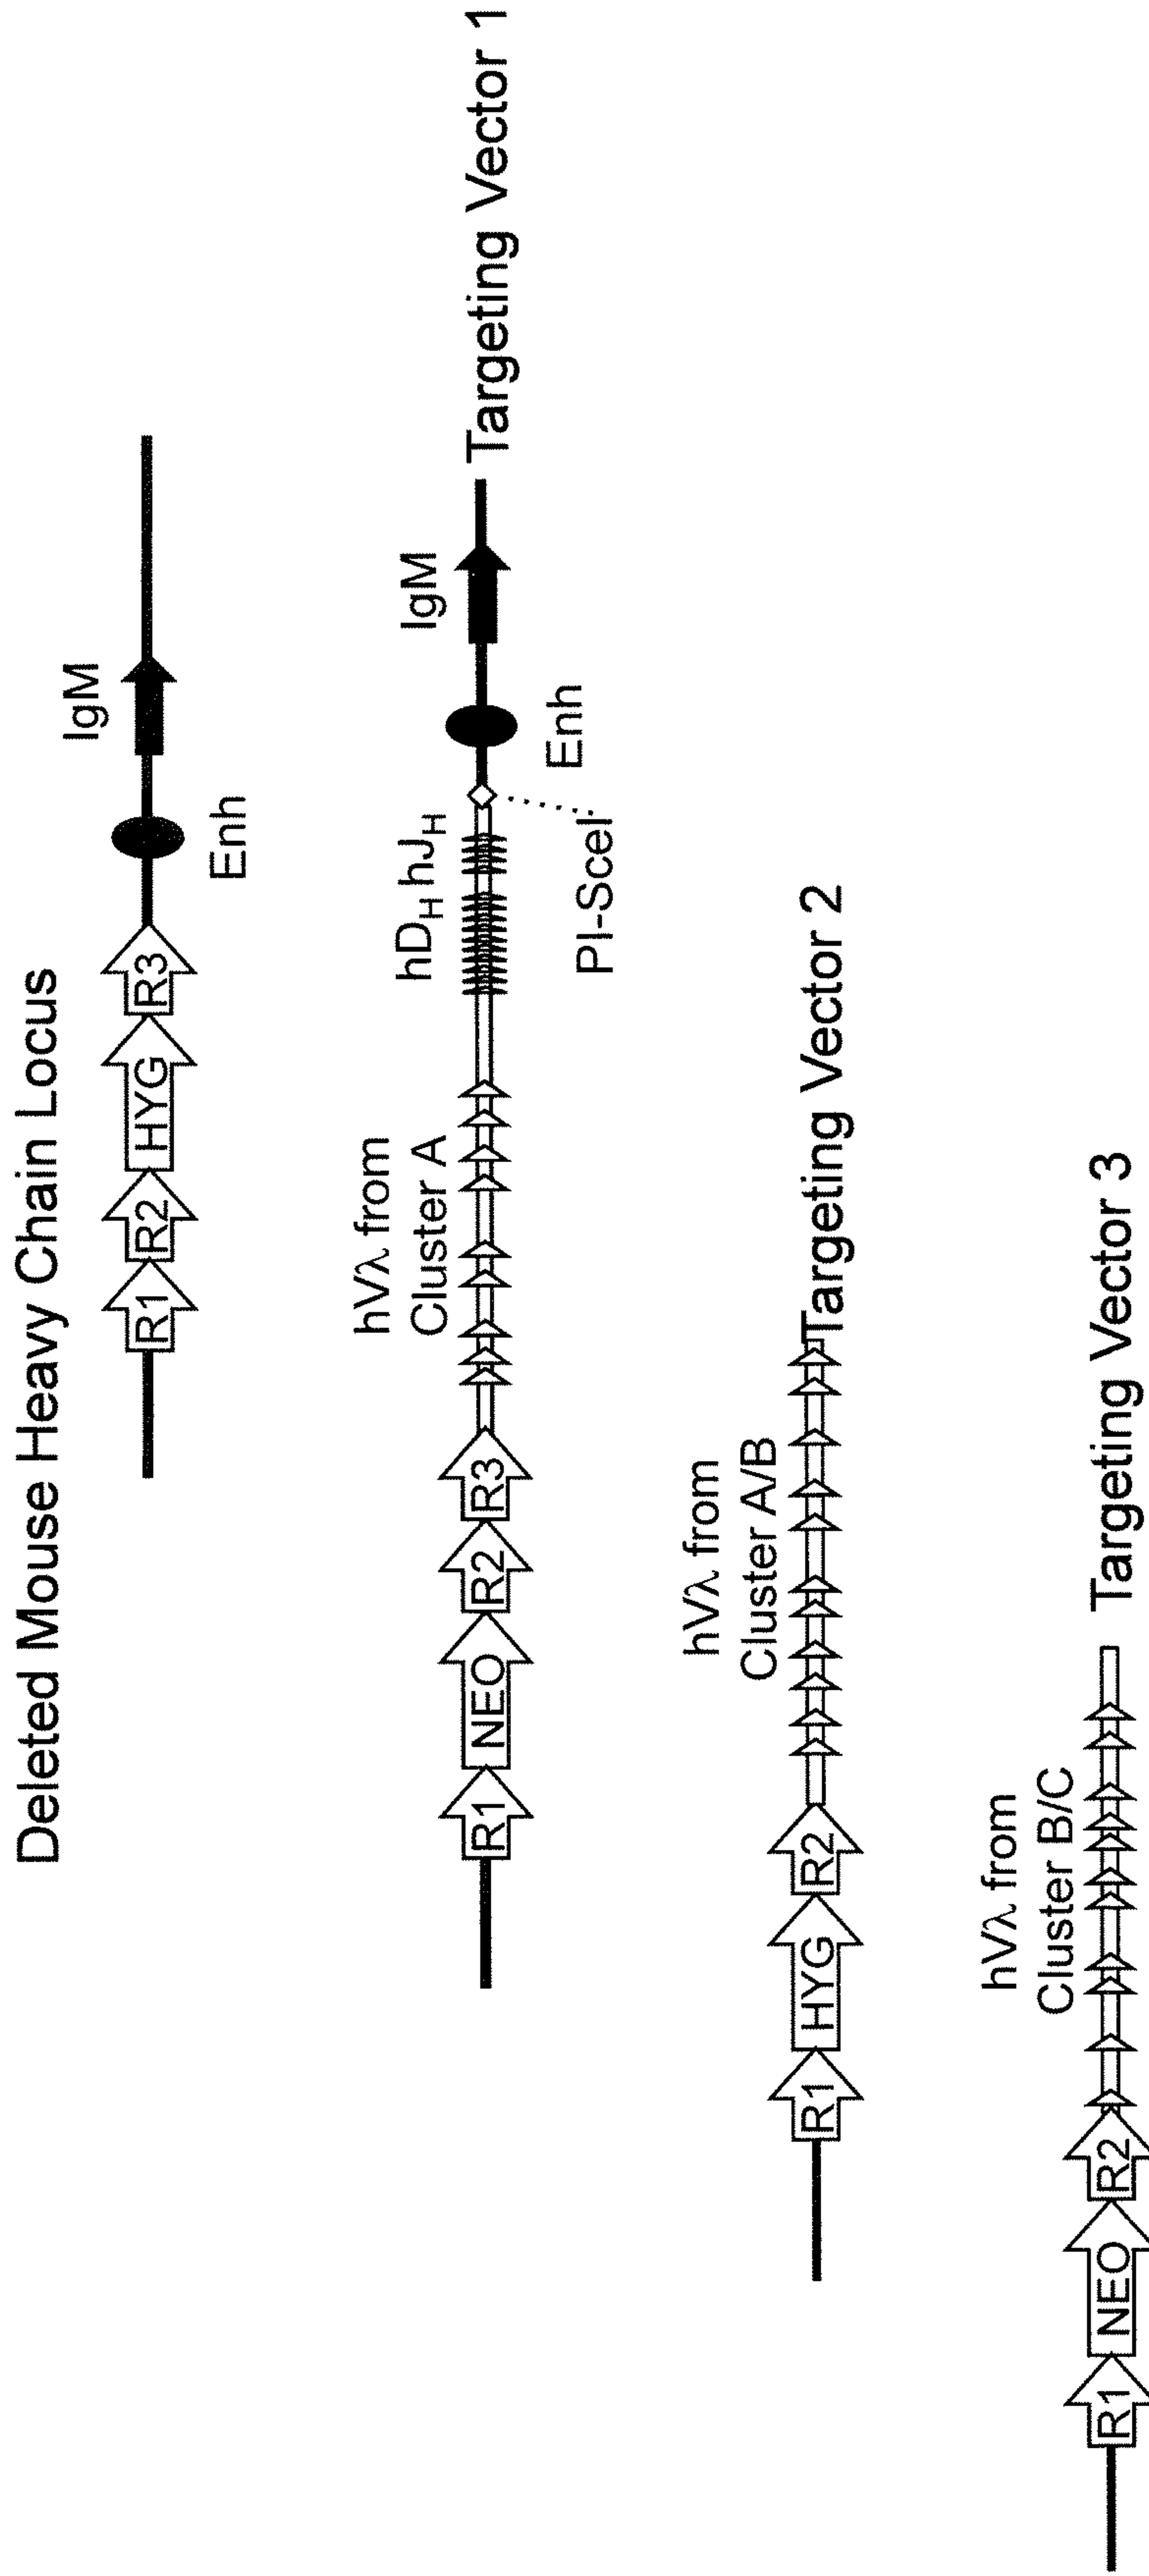 Deleted Mouse Heavy Chain Locus
IgM
R1 R2 HYG R3
Enh
hVλ from
Cluster A
hDH hJH
IgM
R1 NEO R2 R3
Targeting Vector 1
Enh
PI-SceI
hVλ from
Cluster A/B
R1 HYG R2
Targeting Vector 2
hVλ from
Cluster B/C
R1 NEO R2
Targeting Vector 3